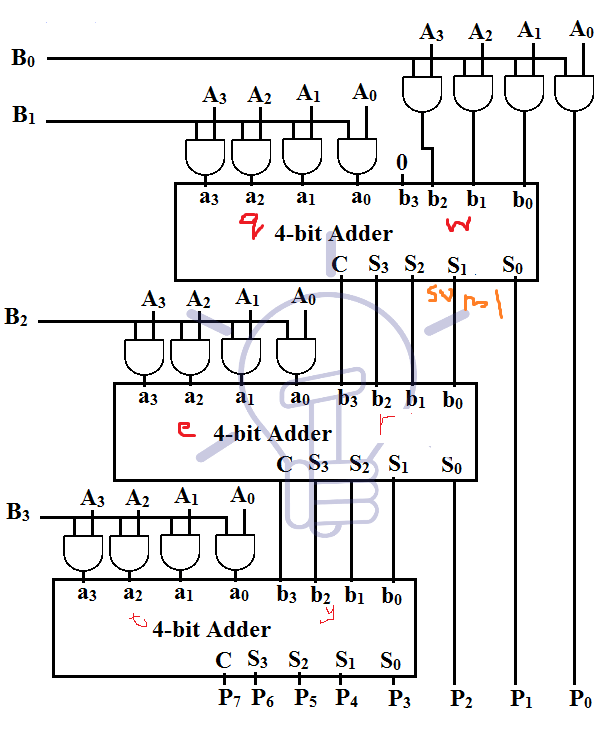 A₃ A₂ A₁ A₀
B₀
A₃ A₂ A₁ A₀
B₁
0
a₃ a₂ a₁ a₀ b₃ b₂ b₁ b₀
q 4-bit Adder w
C S₃ S₂ S₁ S₀
A₃ A₂ A₁ A₀
B₂
a₃ a₂ a₁ a₀ b₃ b₂ b₁ b₀
e 4-bit Adder r
C S₃ S₂ S₁ S₀
A₃ A₂ A₁ A₀
B₃
a₃ a₂ a₁ a₀ b₃ b₂ b₁ b₀
t y
4-bit Adder
C S₃ S₂ S₁ S₀
P₇ P₆ P₅ P₄ P₃ P₂ P₁ P₀